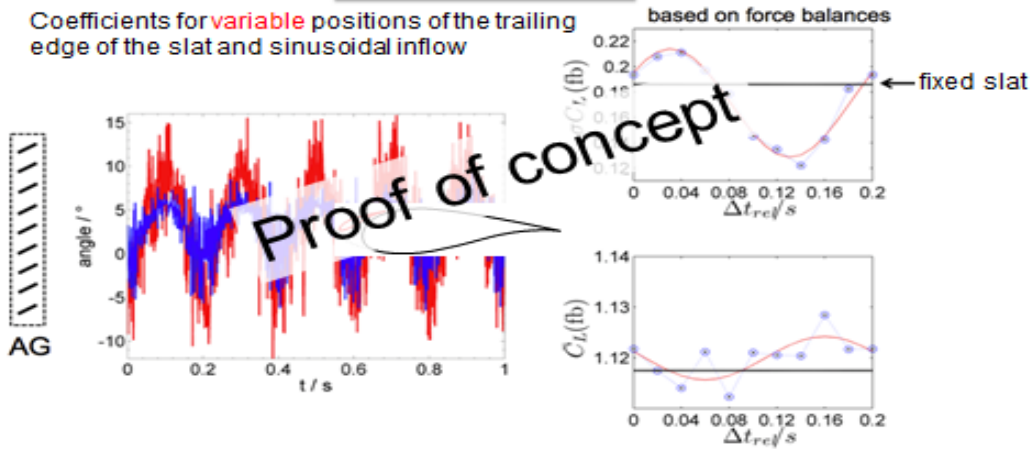 Coefficients for variable positions of the trailing
edge of the slat and sinusoidal inflow
based on force balances
fixed slat
Proof of concept
AG
angle / °
15
10
5
0
-5
-10
0 0.2 0.4 0.6 0.8 1
t / s
σC_L(fb)
0.22
0.2
0.18
0.16
0.12
0 0.04 0.08 0.12 0.16 0.2
Δt_rel/s
C̄_L(fb)
1.14
1.13
1.12
0 0.04 0.08 0.12 0.16 0.2
Δt_rel/s